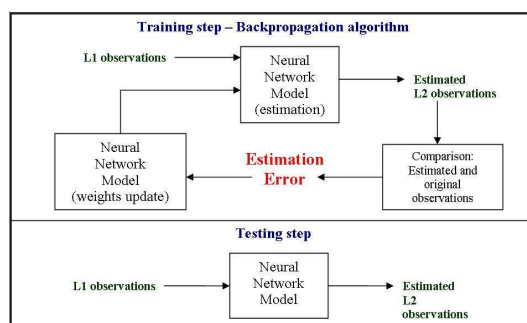 Training step – Backpropagation algorithm
L1 observations
Neural
Network
Model
(estimation)
Estimated
L2 observations
Neural
Network
Model
(weights update)
Estimation
Error
Comparison:
Estimated and
original
observations
Testing step
L1 observations
Neural
Network
Model
Estimated
L2
observations